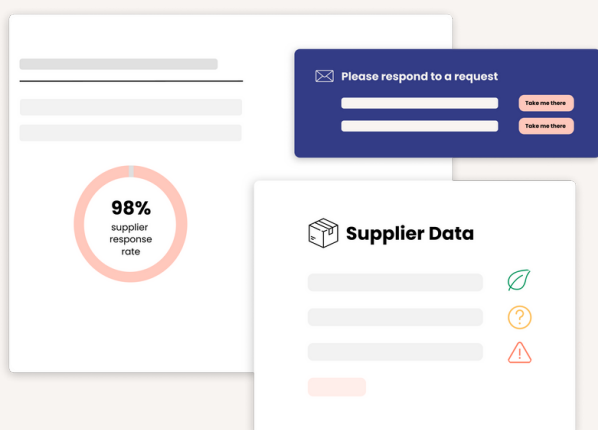 Please respond to a request
Take me there
Take me there
98%
supplier
response
rate
Supplier Data